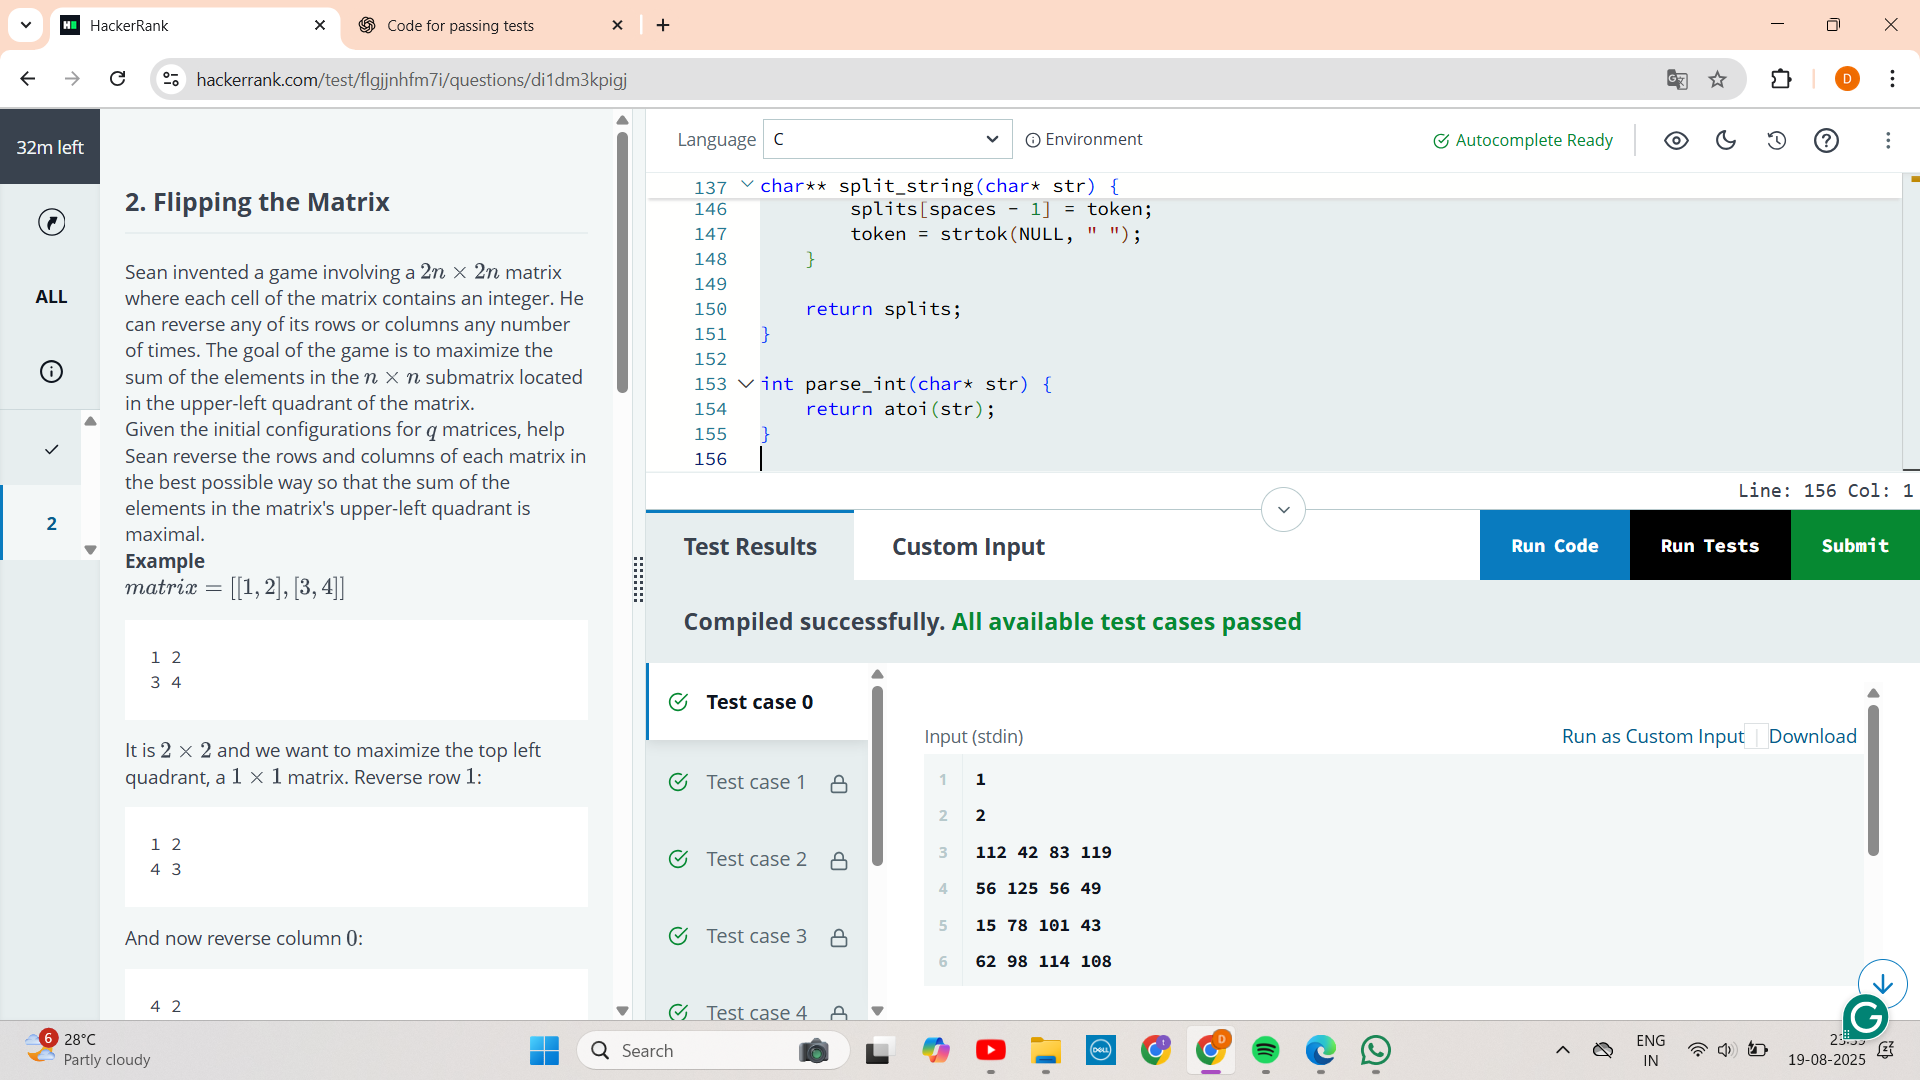 HackerRank
Code for passing tests
hackerrank.com/test/flgjjnhfm7i/questions/di1dm3kpigj
D
32m left
ALL
2
2. Flipping the Matrix
Sean invented a game involving a 2n × 2n matrix
where each cell of the matrix contains an integer. He
can reverse any of its rows or columns any number
of times. The goal of the game is to maximize the
sum of the elements in the n × n submatrix located
in the upper-left quadrant of the matrix.
Given the initial configurations for q matrices, help
Sean reverse the rows and columns of each matrix in
the best possible way so that the sum of the
elements in the matrix's upper-left quadrant is
maximal.
Example
matrix = [[1, 2], [3, 4]]
1 2
3 4
It is 2 × 2 and we want to maximize the top left
quadrant, a 1 × 1 matrix. Reverse row 1:
1 2
4 3
And now reverse column 0:
4 2
Language C Environment
Autocomplete Ready
137 char** split_string(char* str) {
146 splits[spaces - 1] = token;
147 token = strtok(NULL, " ");
148 }
149
150 return splits;
151 }
152
153 int parse_int(char* str) {
154 return atoi(str);
155 }
156
Line: 156 Col: 1
Test Results
Custom Input
Run Code
Run Tests
Submit
Compiled successfully. All available test cases passed
Test case 0
Test case 1
Test case 2
Test case 3
Test case 4
Input (stdin)
Run as Custom Input | Download
1 1
2 2
3 112 42 83 119
4 56 125 56 49
5 15 78 101 43
6 62 98 114 108
6
28°C
Partly cloudy
Search
DELL
D
ENG
IN
19-08-2025